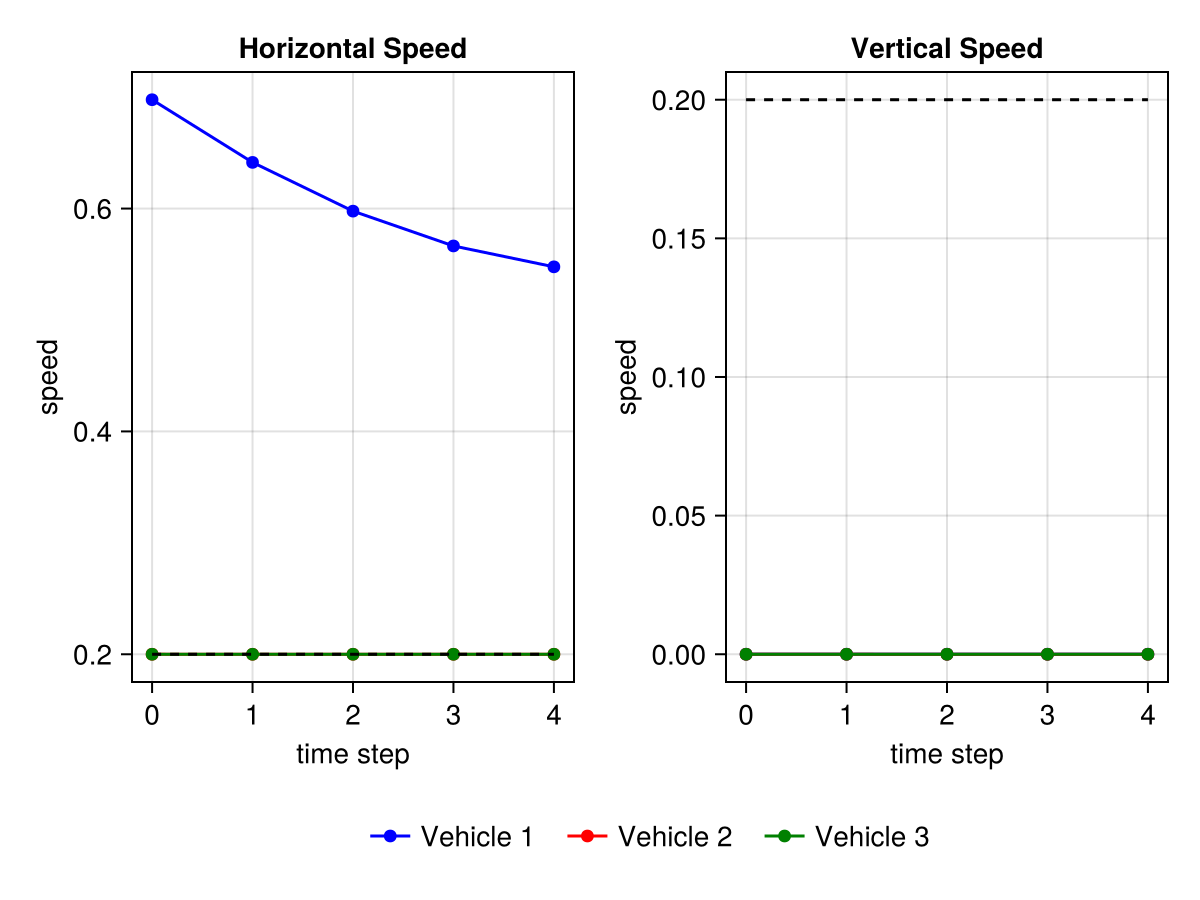 Horizontal Speed
0.6
0.4
0.2
speed
0 1 2 3 4
time step
Vertical Speed
0.20
0.15
0.10
0.05
0.00
speed
0 1 2 3 4
time step
Vehicle 1 Vehicle 2 Vehicle 3